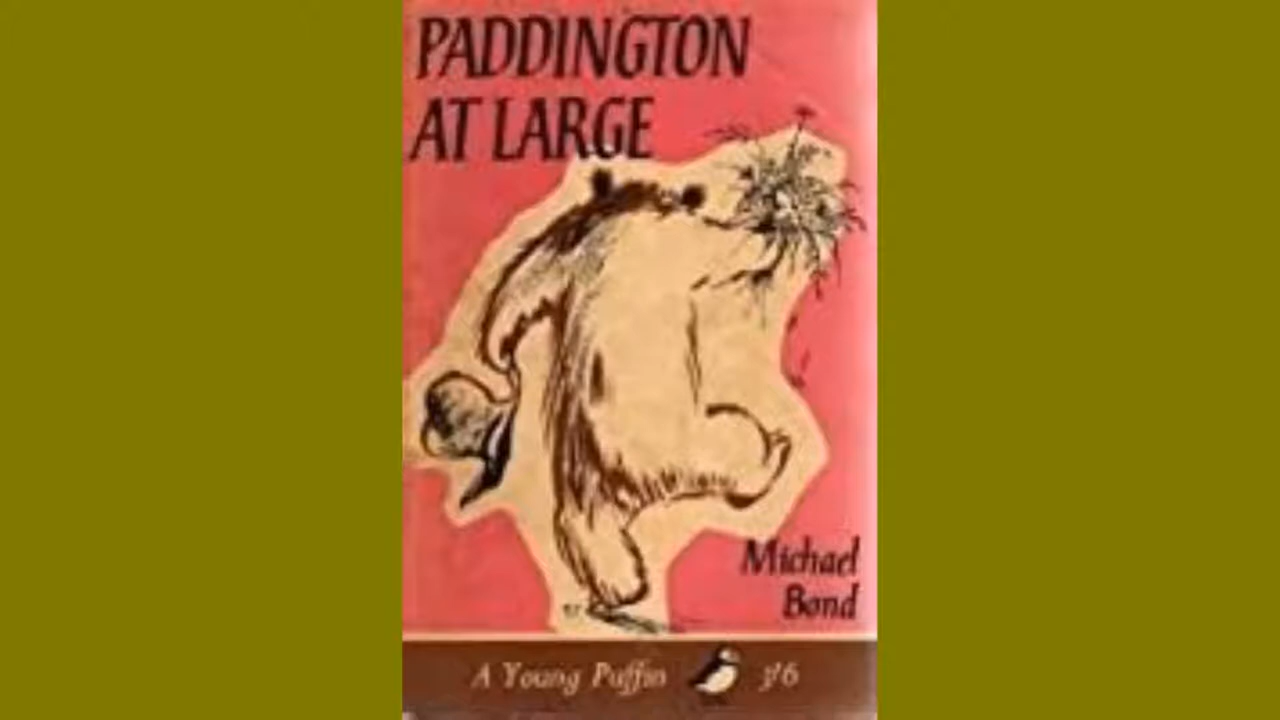 PADDINGTON
AT LARGE
Michael
Bond
A Young Puffin 3'6